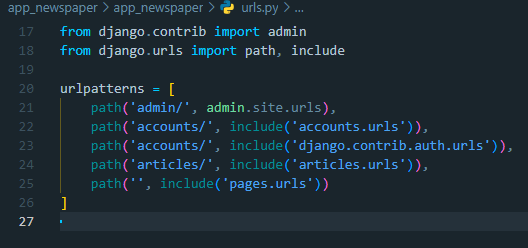 app_newspaper > app_newspaper > urls.py > ...
17 from django.contrib import admin
18 from django.urls import path, include
19
20 urlpatterns = [
21     path('admin/', admin.site.urls),
22     path('accounts/', include('accounts.urls')),
23     path('accounts/', include('django.contrib.auth.urls')),
24     path('articles/', include('articles.urls')),
25     path('', include('pages.urls'))
26 ]
27